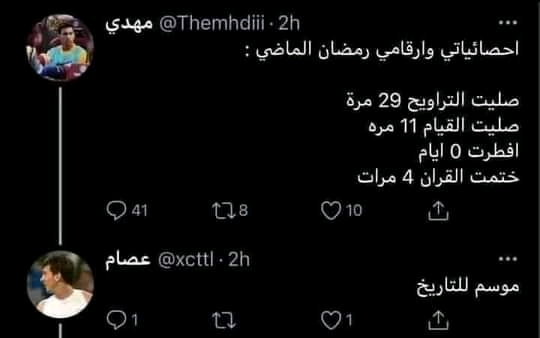 مهدي @Themhdiii · 2h
احصائياتي وارقامي رمضان الماضي :
صليت التراويح 29 مرة
صليت القيام 11 مره
افطرت 0 ايام
ختمت القران 4 مرات
41 8 10
عصام @xcttl · 2h
موسم للتاريخ
1 1